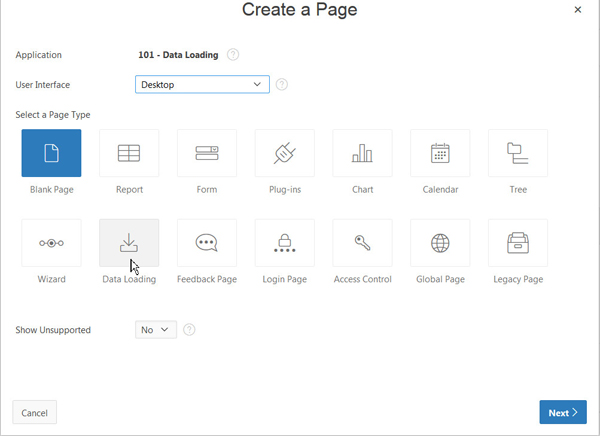 Create a Page
Application 101 - Data Loading
User Interface Desktop
Select a Page Type
Blank Page Report Form Plug-ins Chart Calendar Tree
Wizard Data Loading Feedback Page Login Page Access Control Global Page Legacy Page
Show Unsupported No
Cancel Next